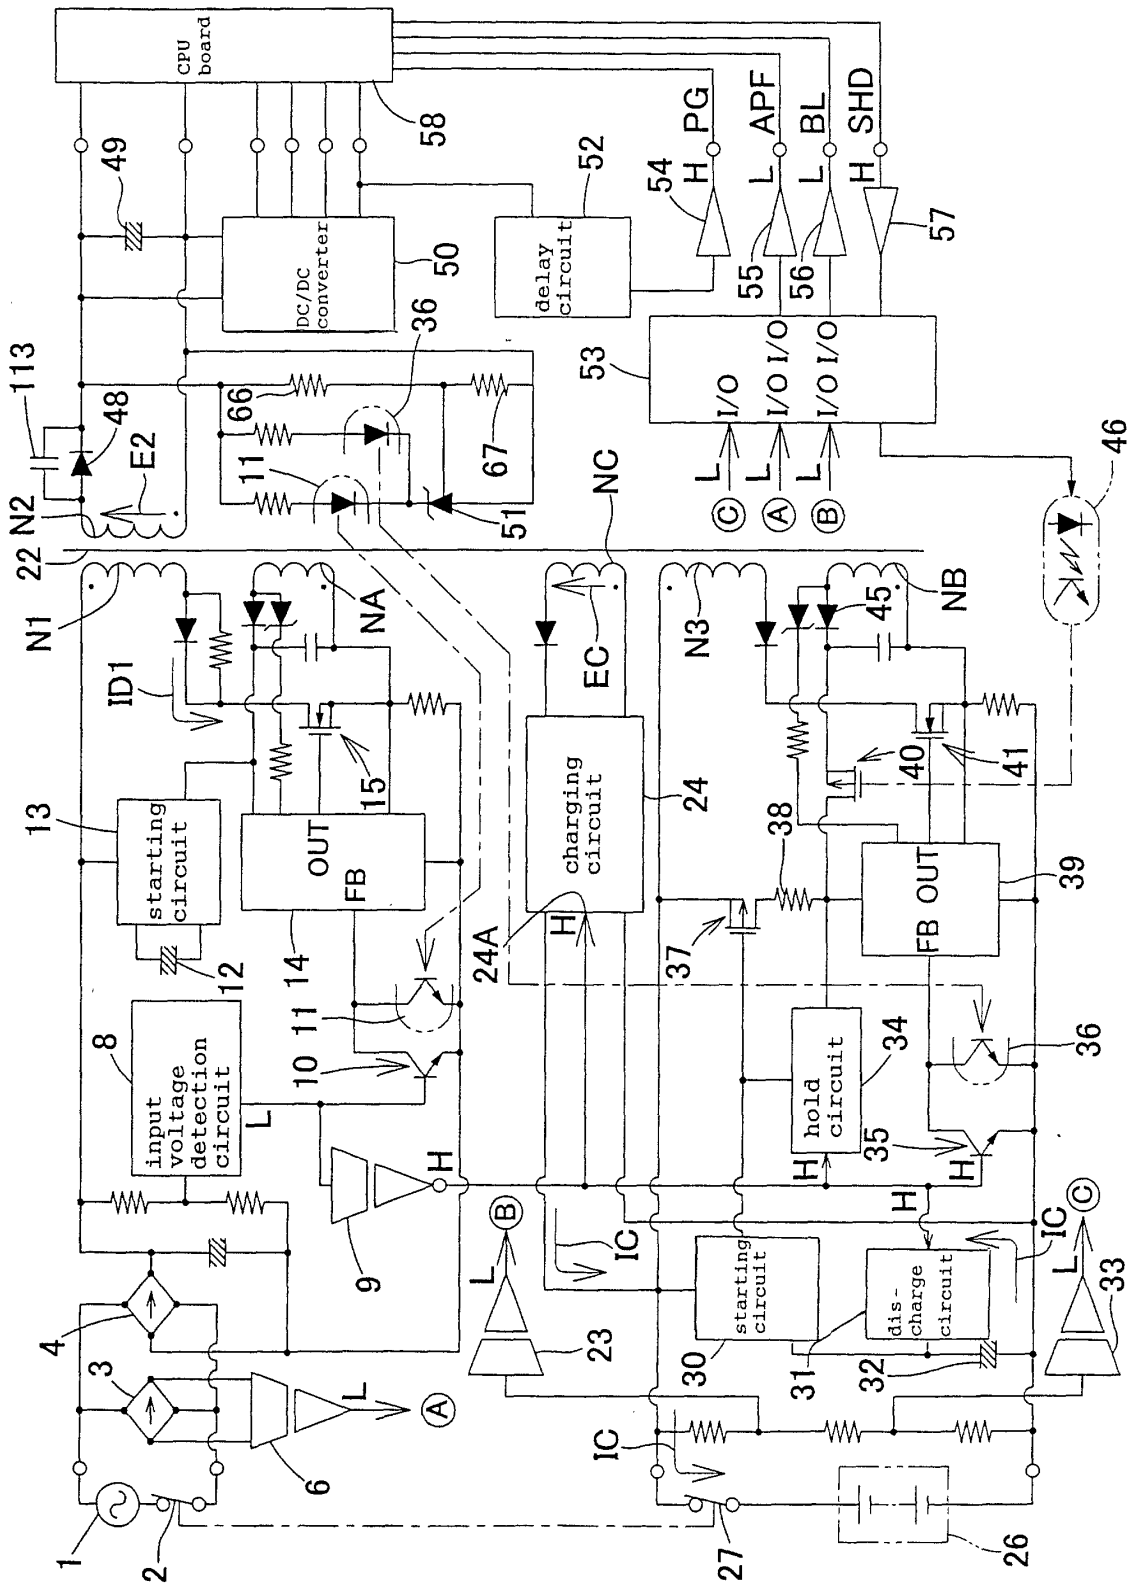 1
2
3
4
6
A
L
8
input
voltage
detection
circuit
L
9
H
10
11
12
13
starting
circuit
14
OUT
FB
15
ID1
N1
NA
22
N2
E2
113
48
49
CPU
board
58
DC/DC
converter
50
36
66
67
11
51
delay
circuit
52
54
H
PG
55
L
APF
56
L
BL
57
H
SHD
53
I/O
I/O I/O
I/O I/O
L
L
L
C
A
B
46
NC
EC
N3
NB
45
charging
circuit
24
24A
H
37
38
40
41
39
FB OUT
hold
circuit
34
H
35
H
36
H
B
L
23
IC
starting
circuit
30
dis-
charge
circuit
31
32
IC
L
C
33
IC
27
26